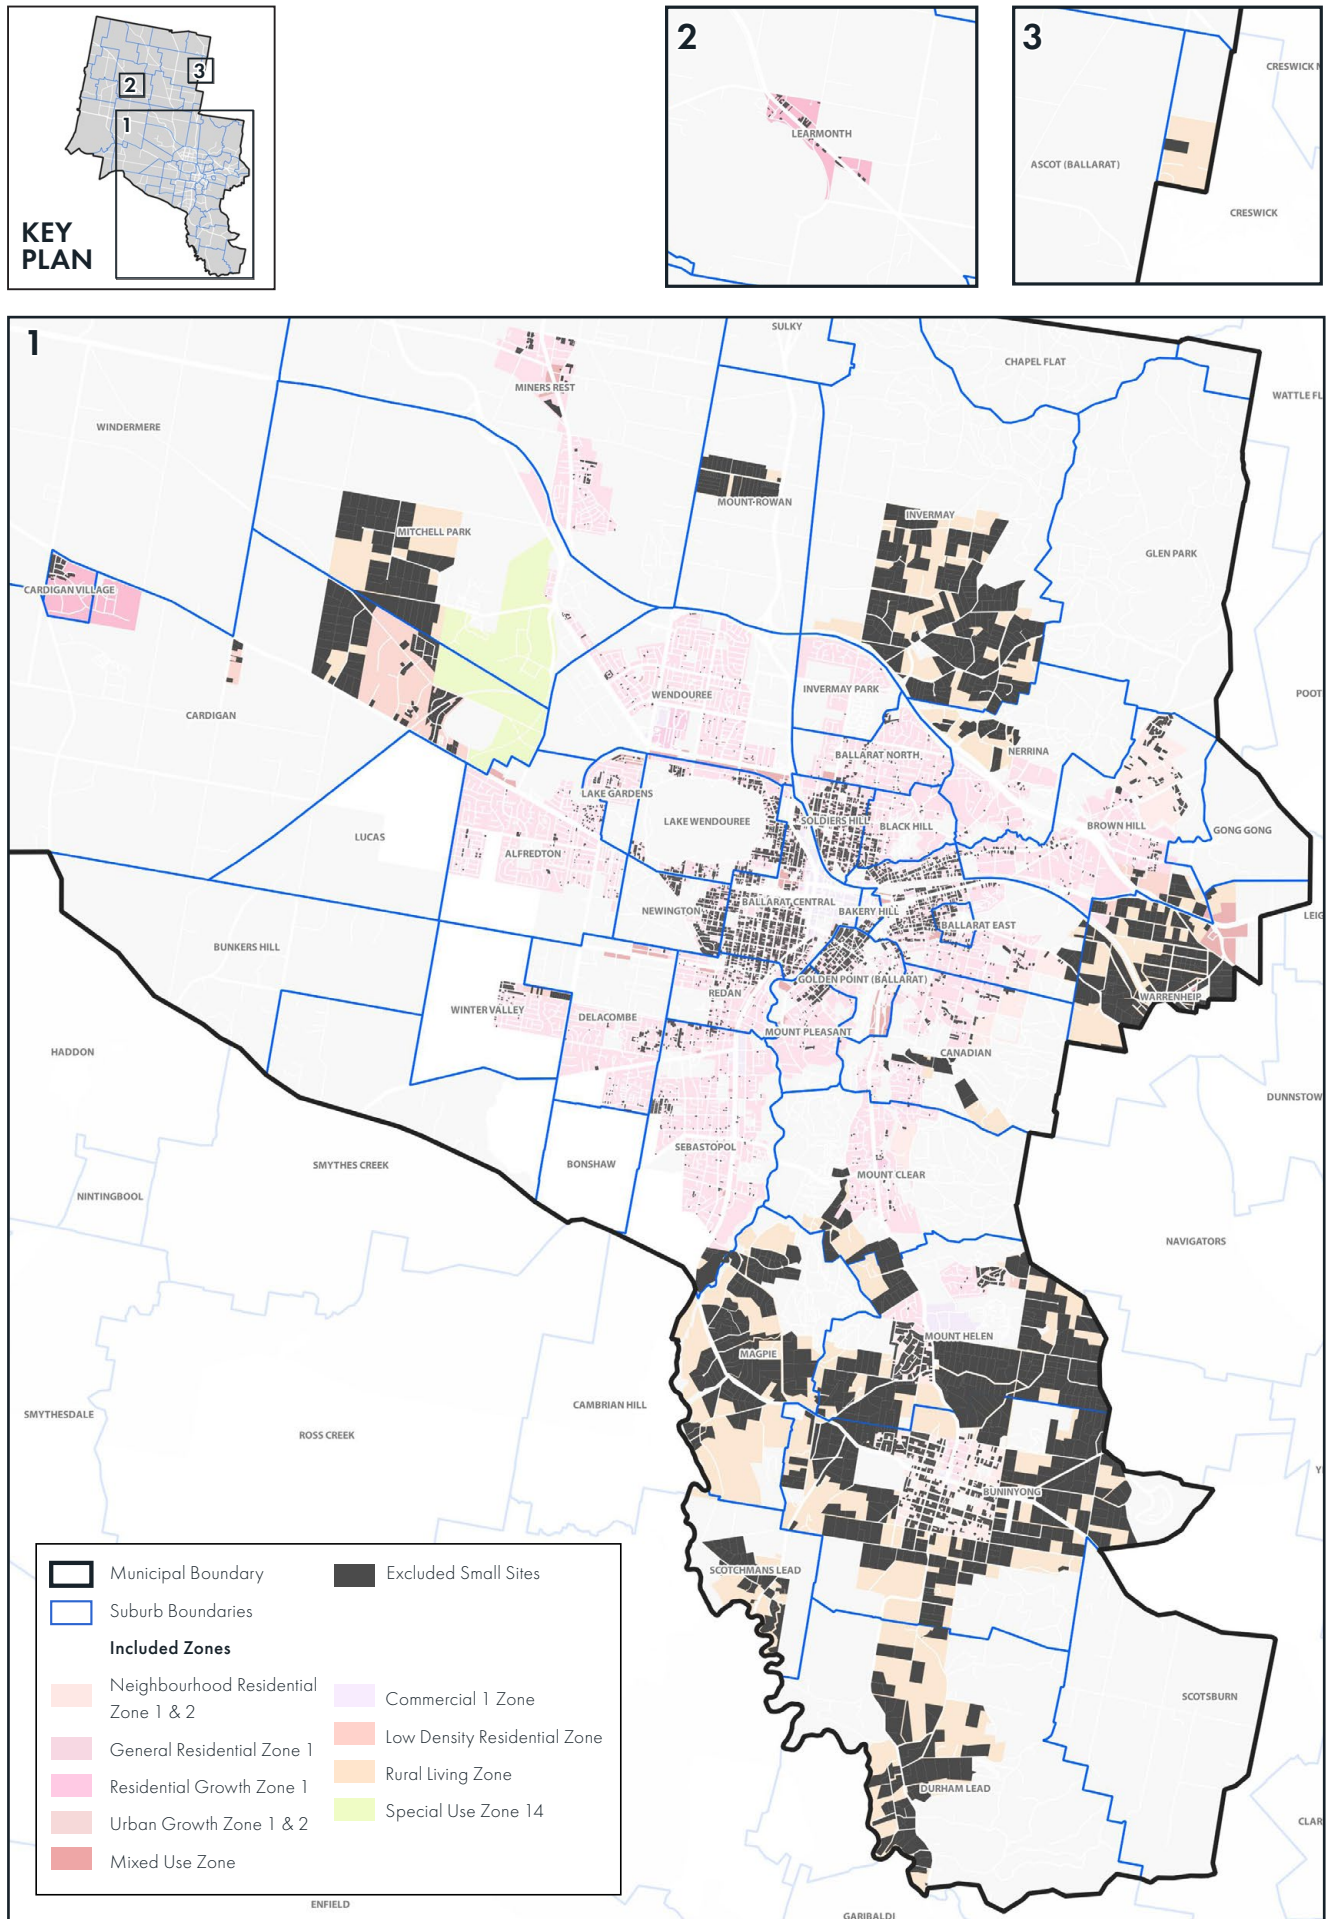 2
3
1
KEY
PLAN
2
LEARMONTH
3
CRESWICK N
ASCOT (BALLARAT)
CRESWICK
1
SULKY
CHAPEL FLAT
MINERS REST
WATTLE FL
WINDERMERE
MOUNT ROWAN
INVERMAY
MITCHELL PARK
GLEN PARK
CARDIGAN VILLAGE
WENDOUREE
INVERMAY PARK
POOT
CARDIGAN
NERRINA
BALLARAT NORTH
LAKE GARDENS
LAKE WENDOUREE
SOLDIERS HILL
BLACK HILL
BROWN HILL
GONG GONG
LUCAS
ALFREDTON
BALLARAT CENTRAL
NEWINGTON
BAKERY HILL
LEIG
BALLARAT EAST
BUNKERS HILL
GOLDEN POINT (BALLARAT)
REDAN
WARRENHEIP
WINTER VALLEY
DELACOMBE
MOUNT PLEASANT
HADDON
CANADIAN
DUNNSTOW
SEBASTOPOL
SMYTHES CREEK
BONSHAW
MOUNT CLEAR
NINTINGBOOL
NAVIGATORS
MOUNT HELEN
MAGPIE
CAMBRIAN HILL
SMYTHESDALE
ROSS CREEK
BUNINYONG
SCOTCHMANS LEAD
SCOTSBURN
DURHAM LEAD
CLAR
ENFIELD
GARIBALDI
Municipal Boundary
Excluded Small Sites
Suburb Boundaries
Included Zones
Neighbourhood Residential
Zone 1 & 2
Commercial 1 Zone
General Residential Zone 1
Low Density Residential Zone
Residential Growth Zone 1
Rural Living Zone
Urban Growth Zone 1 & 2
Special Use Zone 14
Mixed Use Zone